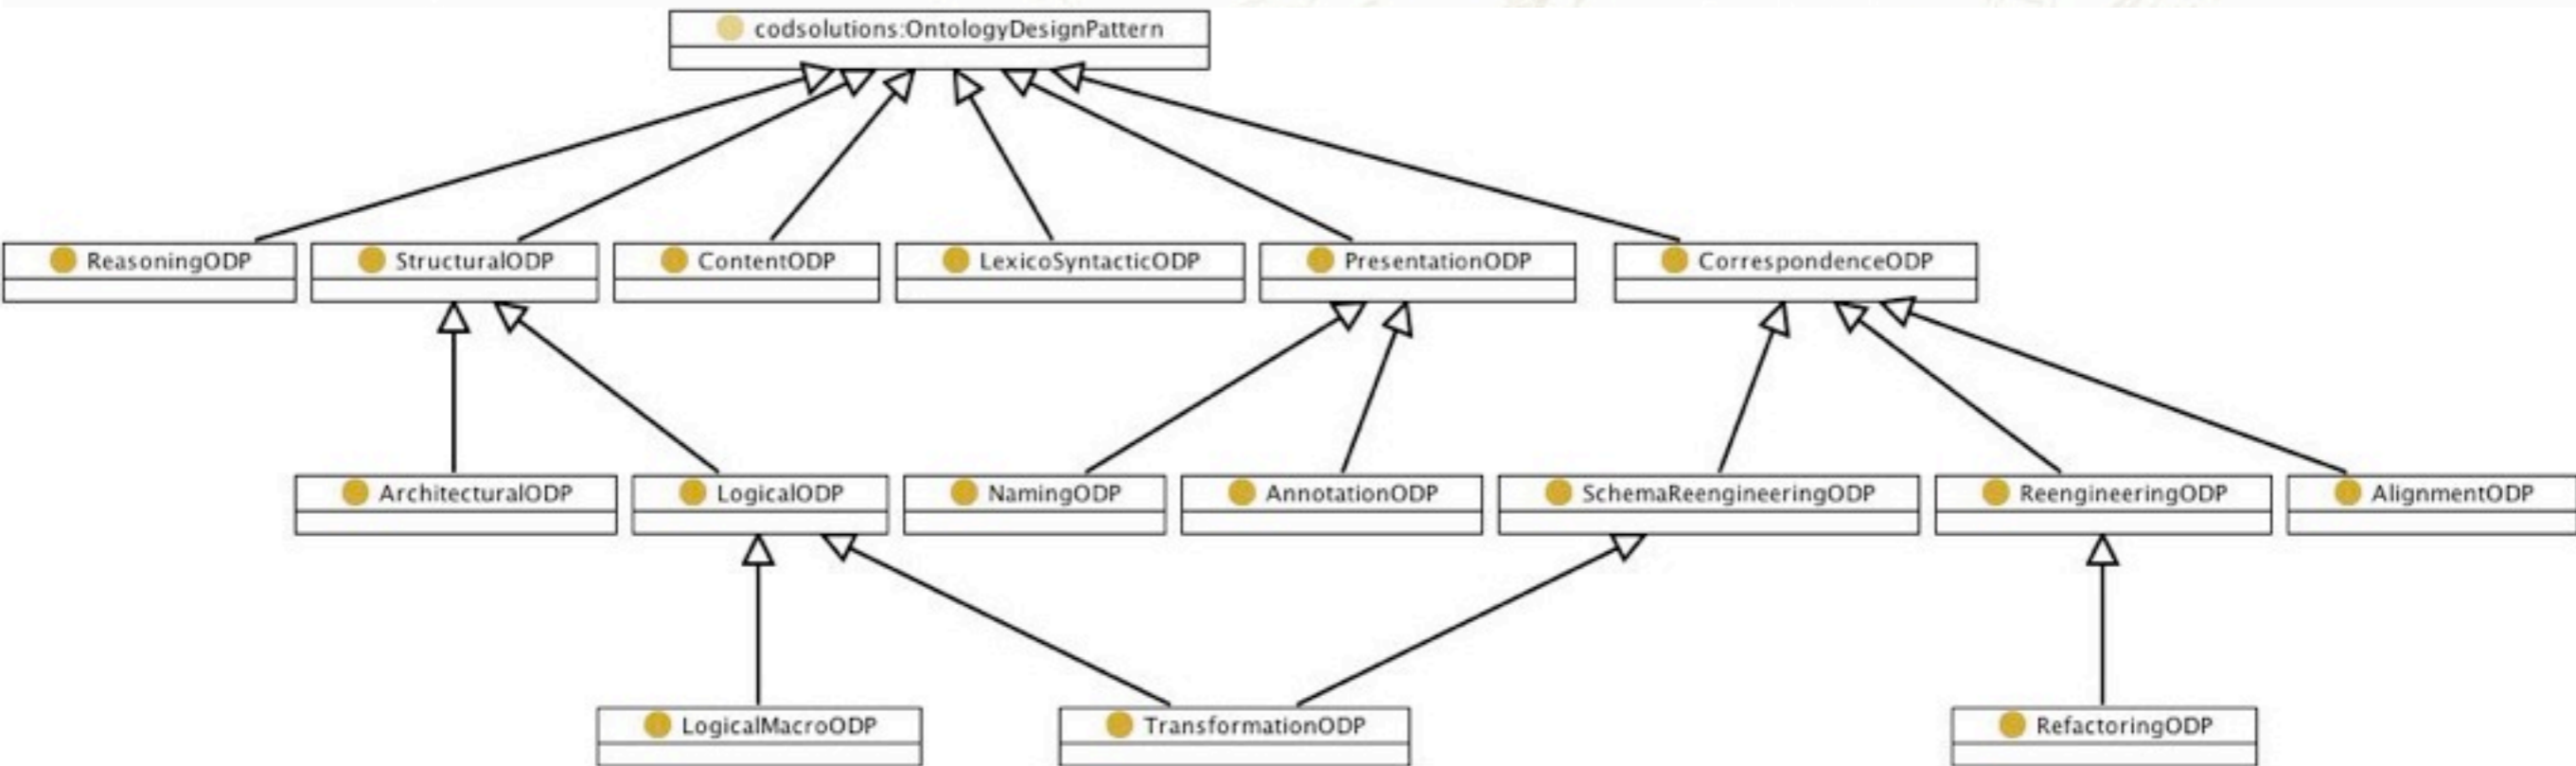 codsolutions:OntologyDesignPattern
ReasoningODP
StructuralODP
ContentODP
LexicoSyntacticODP
PresentationODP
CorrespondenceODP
ArchitecturalODP
LogicalODP
NamingODP
AnnotationODP
SchemaReengineeringODP
ReengineeringODP
AlignmentODP
LogicalMacroODP
TransformationODP
RefactoringODP